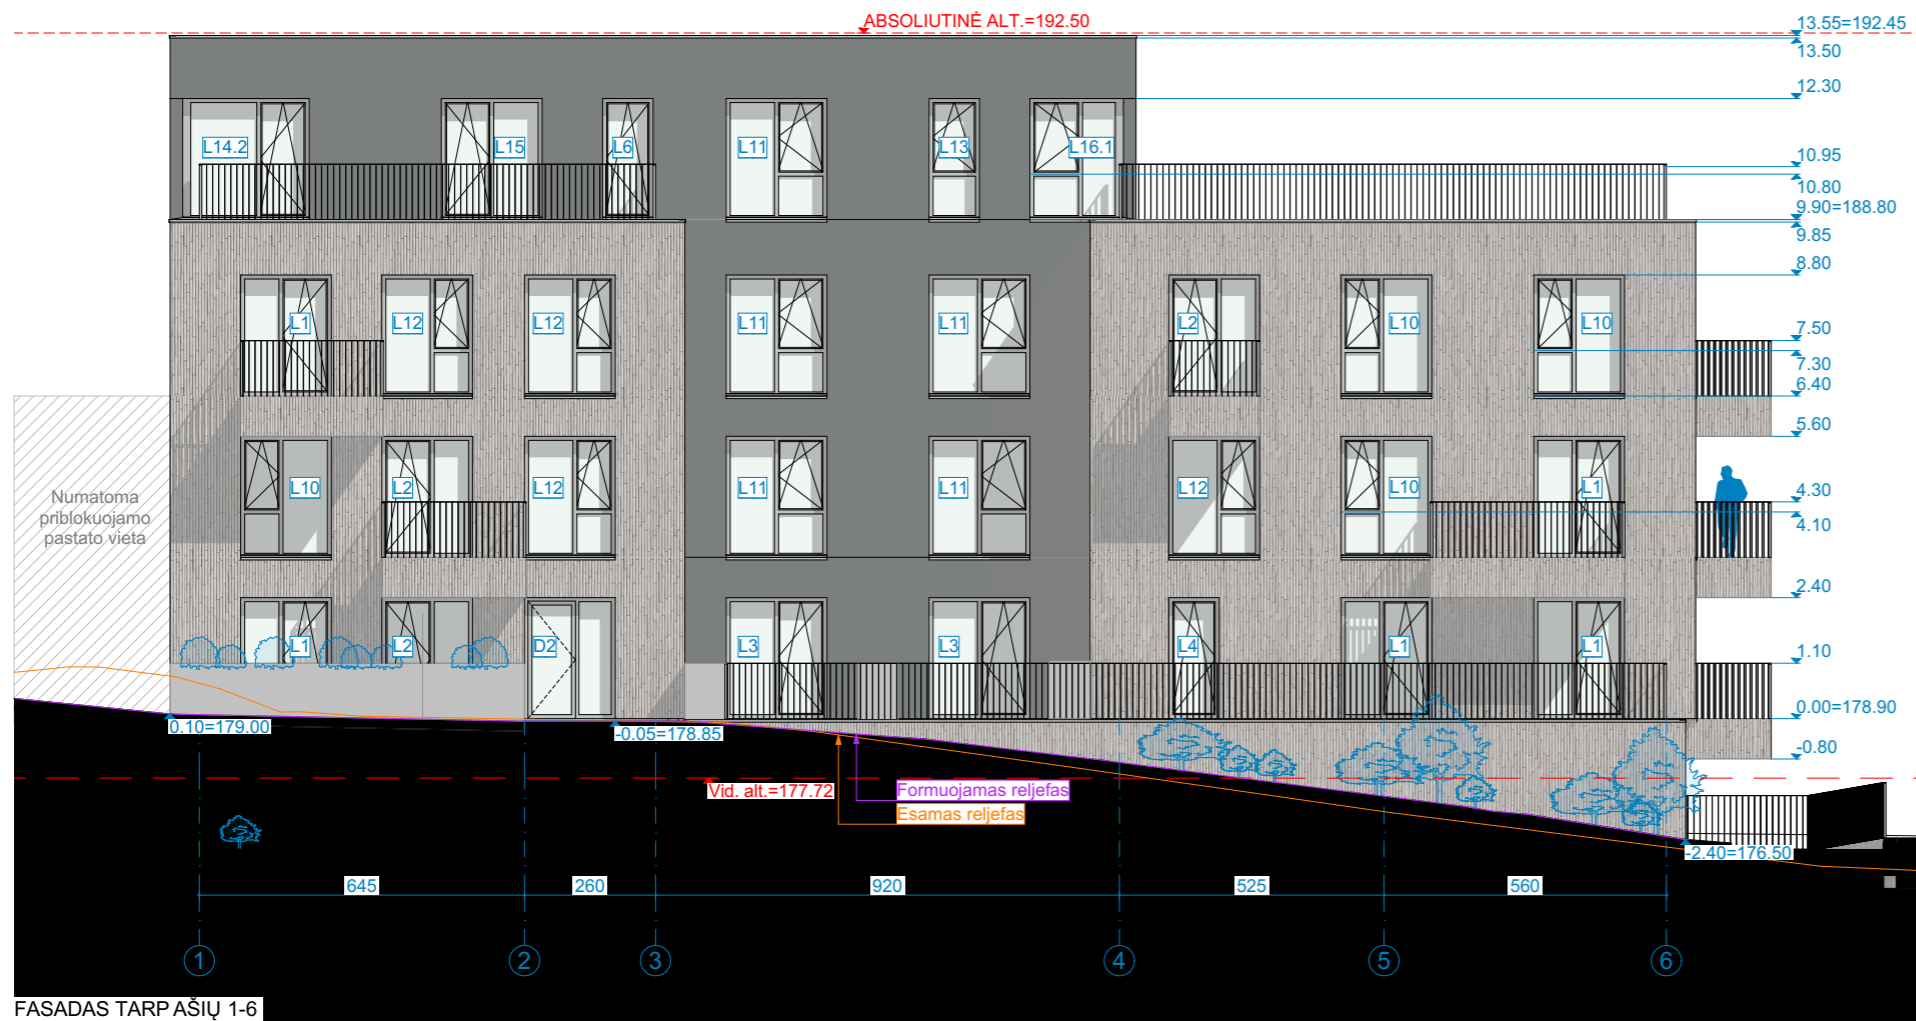 ABSOLIUTINĖ ALT.=192.50
13.55=192.45
13.50
12.30
L14.2
L15
L6
L11
L13
L16.1
10.95
10.80
9.90=188.80
9.85
8.80
L1
L12
L12
L11
L11
L2
L10
L10
7.50
7.30
6.40
5.60
Numatoma
priblokuojamo
pastato vieta
L10
L2
L12
L11
L11
L12
L10
L1
4.30
4.10
2.40
L1
L2
D2
L3
L3
L4
L1
L1
1.10
0.00=178.90
0.10=179.00
-0.05=178.85
-0.80
Vid. alt.=177.72
Formuojamas reljefas
Esamas reljefas
-2.40=176.50
645
260
920
525
560
1
2
3
4
5
6
FASADAS TARP AŠIŲ 1-6